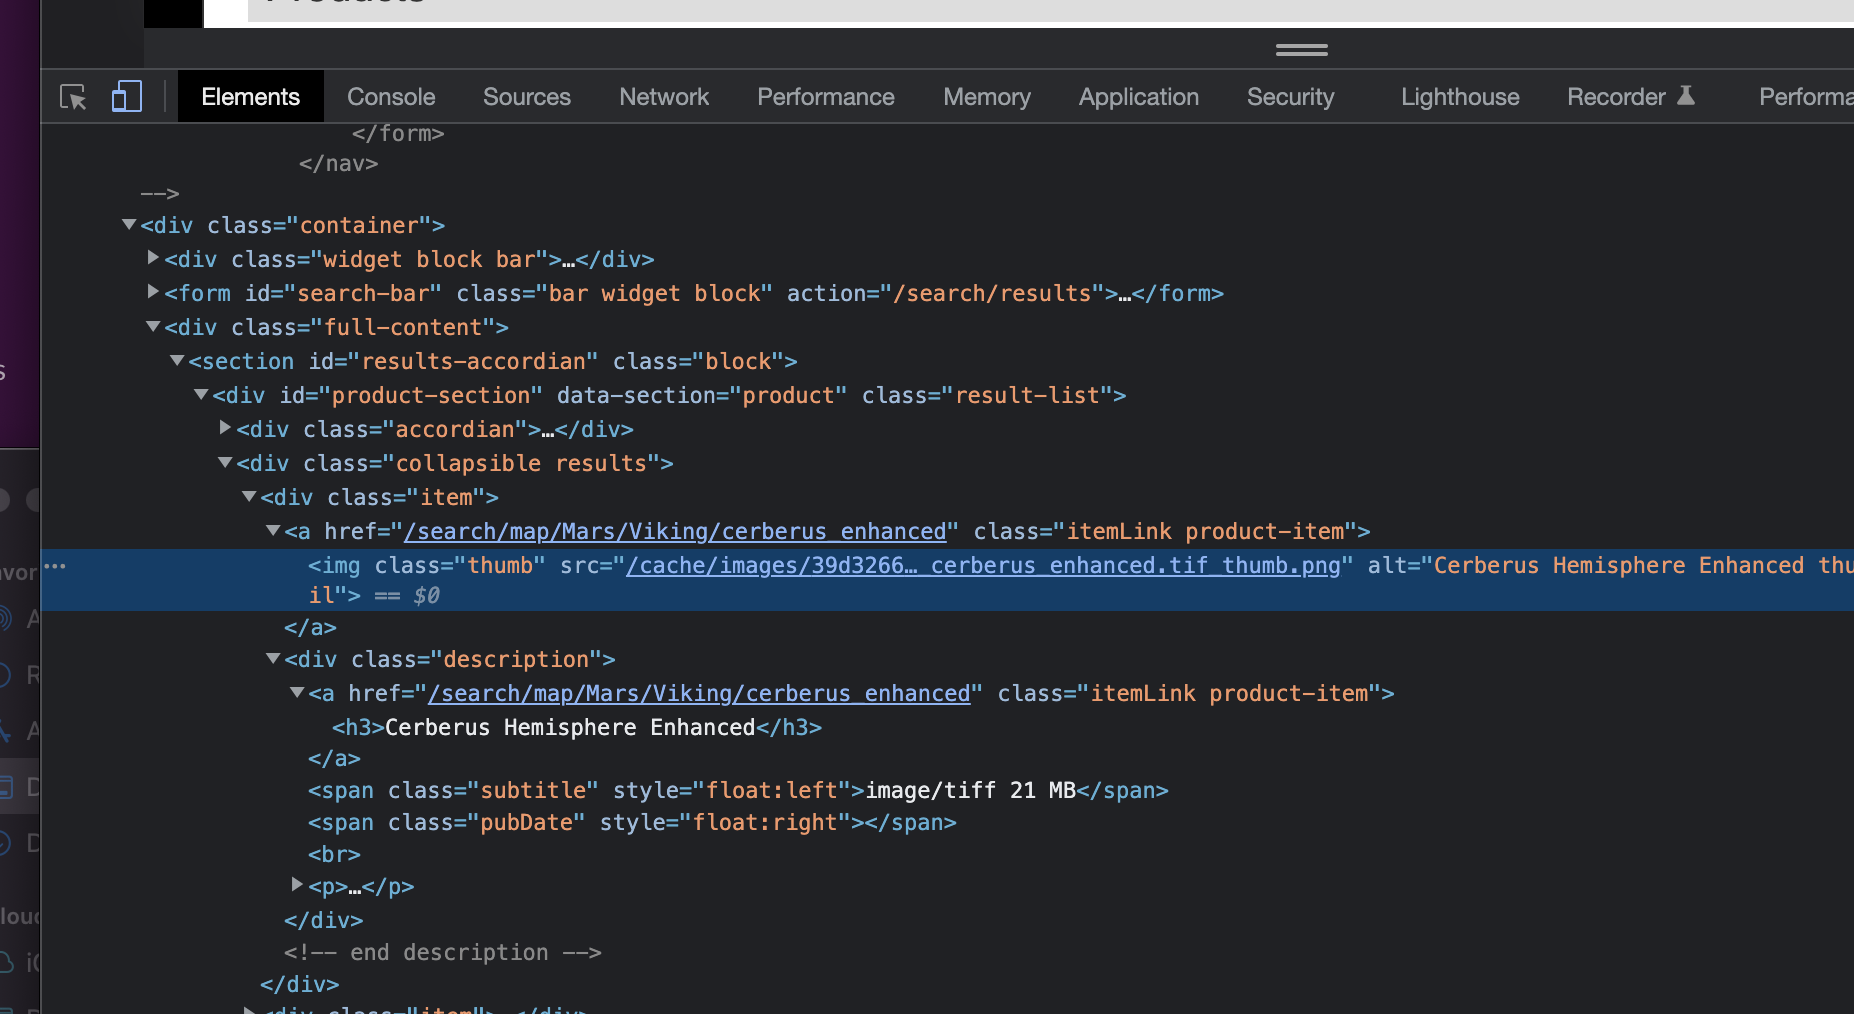 Products
Elements Console Sources Network Performance Memory Application Security Lighthouse Recorder
</form>
</nav>
-->
<div class="container">
<div class="widget block bar">…</div>
<form id="search-bar" class="bar widget block" action="/search/results">…</form>
<div class="full-content">
<section id="results-accordian" class="block">
<div id="product-section" data-section="product" class="result-list">
<div class="accordian">…</div>
<div class="collapsible results">
<div class="item">
<a href="/search/map/Mars/Viking/cerberus_enhanced" class="itemLink product-item">
<img class="thumb" src="/cache/images/39d3266…_cerberus_enhanced.tif_thumb.png" alt="Cerberus Hemisphere Enhanced thu
il"> == $0
</a>
<div class="description">
<a href="/search/map/Mars/Viking/cerberus_enhanced" class="itemLink product-item">
<h3>Cerberus Hemisphere Enhanced</h3>
</a>
<span class="subtitle" style="float:left">image/tiff 21 MB</span>
<span class="pubDate" style="float:right"></span>
<br>
<p>…</p>
</div>
<!-- end description -->
</div>
<div class="item">…</div>